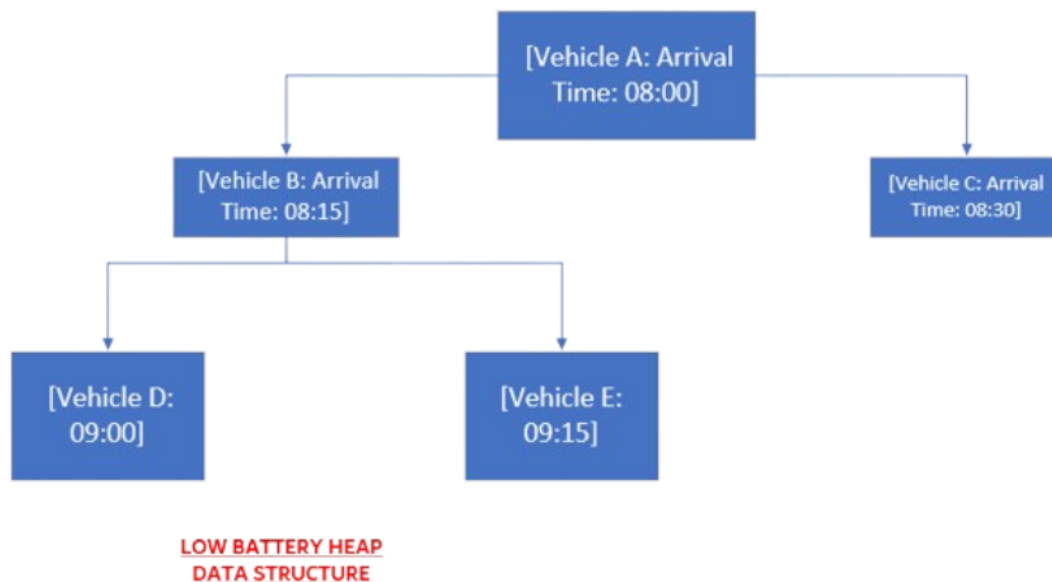 [Vehicle A: Arrival
Time: 08:00]
[Vehicle B: Arrival
Time: 08:15]
[Vehicle C: Arrival
Time: 08:30]
[Vehicle D:
09:00]
[Vehicle E:
09:15]
LOW BATTERY HEAP
DATA STRUCTURE